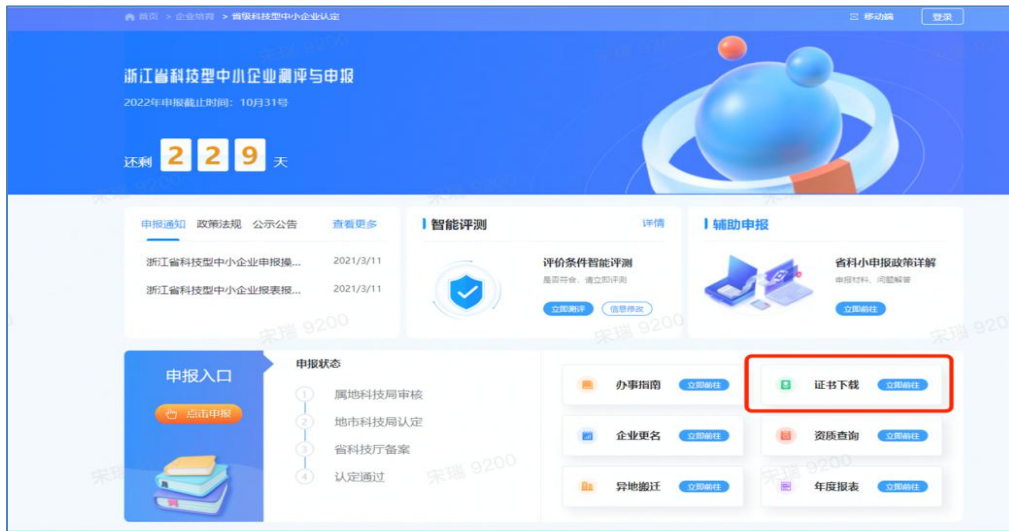 首页 > 企业培育 > 省级科技型中小企业认定
移动端
登录
浙江省科技型中小企业测评与申报
2022年申报截止时间：10月31号
还剩 2 2 9 天
申报通知 政策法规 公示公告 查看更多
浙江省科技型中小企业申报操... 2021/3/11
浙江省科技型中小企业报表报... 2021/3/11
智能评测 详情
评价条件智能评测
是否符合，请立即评测
立即测评 信息修改
辅助申报
省科小申报政策详解
申报材料、问题解答
立即前往
申报入口
点击申报
申报状态
1 属地科技局审核
2 地市科技局认定
3 省科技厅备案
4 认定通过
办事指南 立即前往
证书下载 立即前往
企业更名 立即前往
资质查询 立即前往
异地搬迁 立即前往
年度报表 立即前往
宋瑞 9200